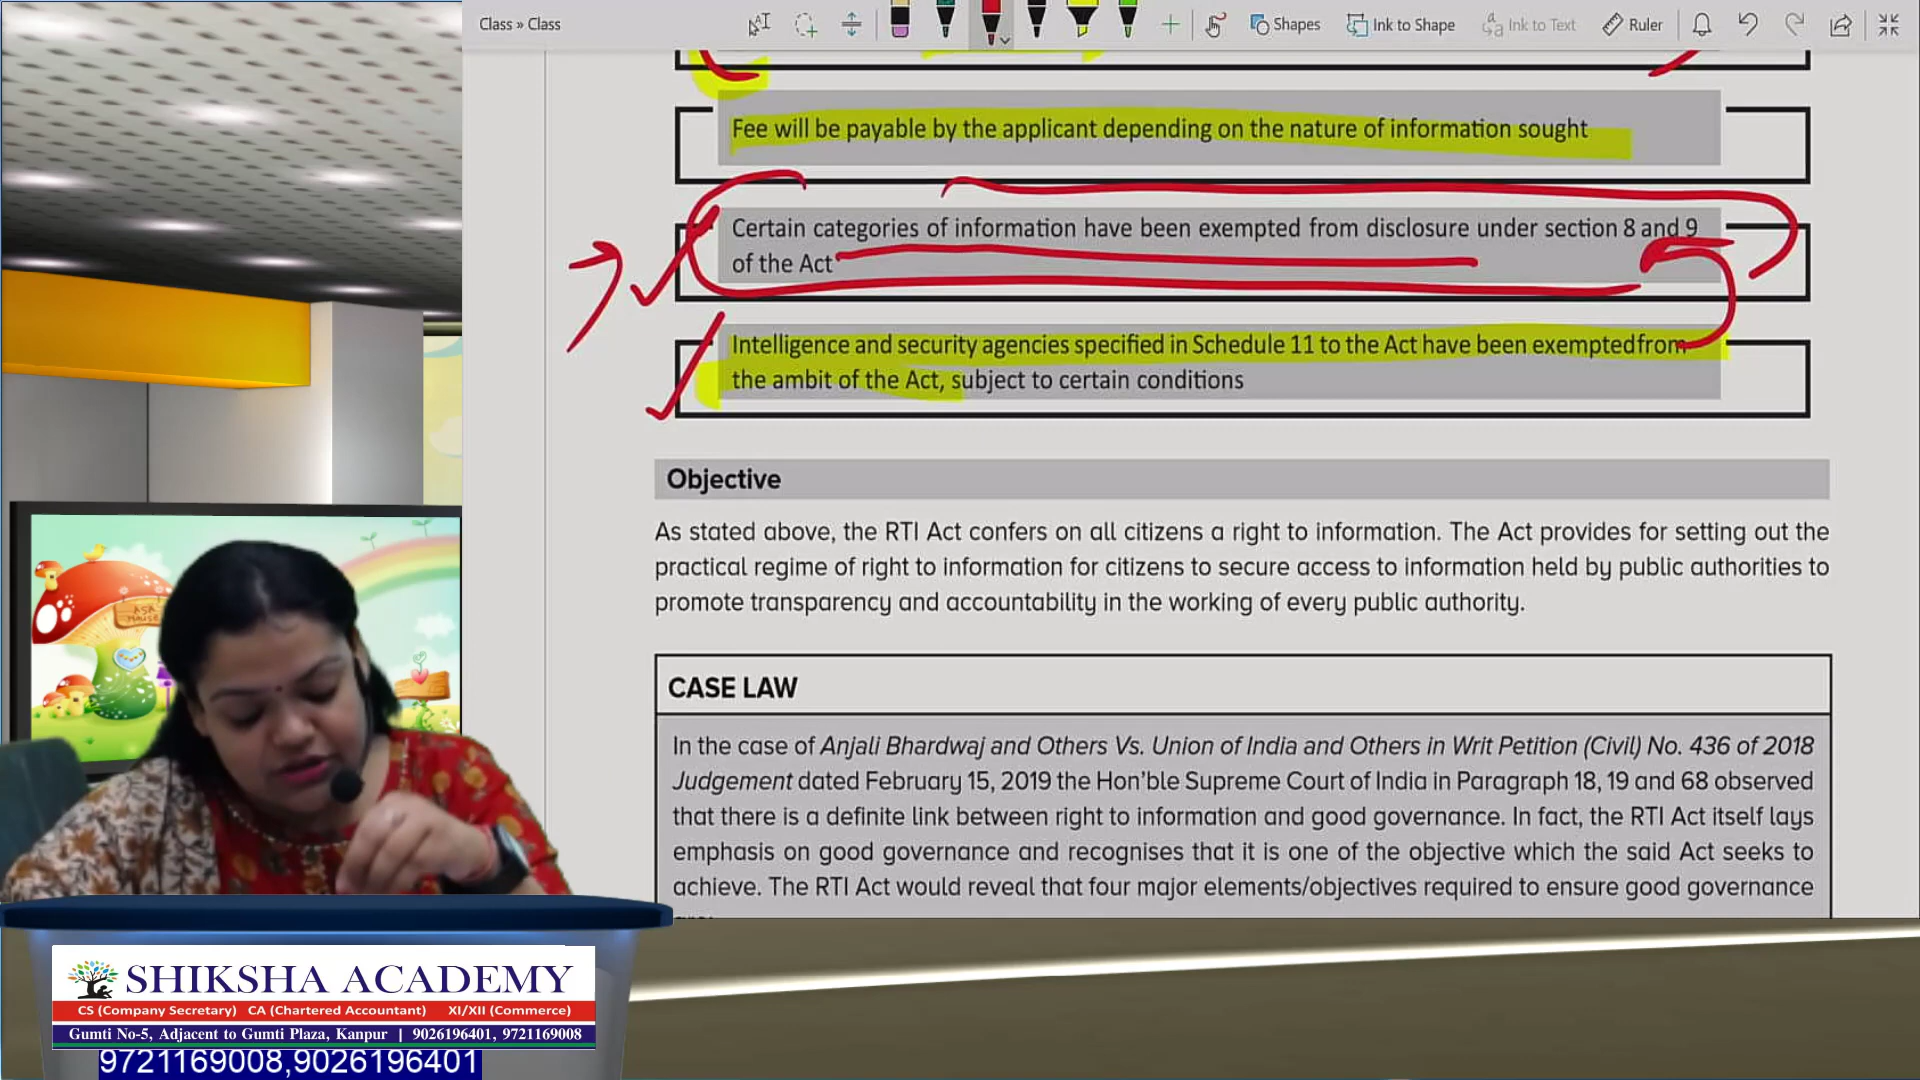 Class » Class
Shapes
Ink to Shape
Ink to Text
Ruler
Fee will be payable by the applicant depending on the nature of information sought
Certain categories of information have been exempted from disclosure under section 8 and 9
of the Act
Intelligence and security agencies specified in Schedule 11 to the Act have been exemptedfrom
the ambit of the Act, subject to certain conditions
Objective
As stated above, the RTI Act confers on all citizens a right to information. The Act provides for setting out the
practical regime of right to information for citizens to secure access to information held by public authorities to
promote transparency and accountability in the working of every public authority.
CASE LAW
In the case of Anjali Bhardwaj and Others Vs. Union of India and Others in Writ Petition (Civil) No. 436 of 2018
Judgement dated February 15, 2019 the Hon'ble Supreme Court of India in Paragraph 18, 19 and 68 observed
that there is a definite link between right to information and good governance. In fact, the RTI Act itself lays
emphasis on good governance and recognises that it is one of the objective which the said Act seeks to
achieve. The RTI Act would reveal that four major elements/objectives required to ensure good governance
SHIKSHA ACADEMY
CS (Company Secretary) CA (Chartered Accountant) XI/XII (Commerce)
Gumti No-5, Adjacent to Gumti Plaza, Kanpur | 9026196401, 9721169008
9721169008,9026196401